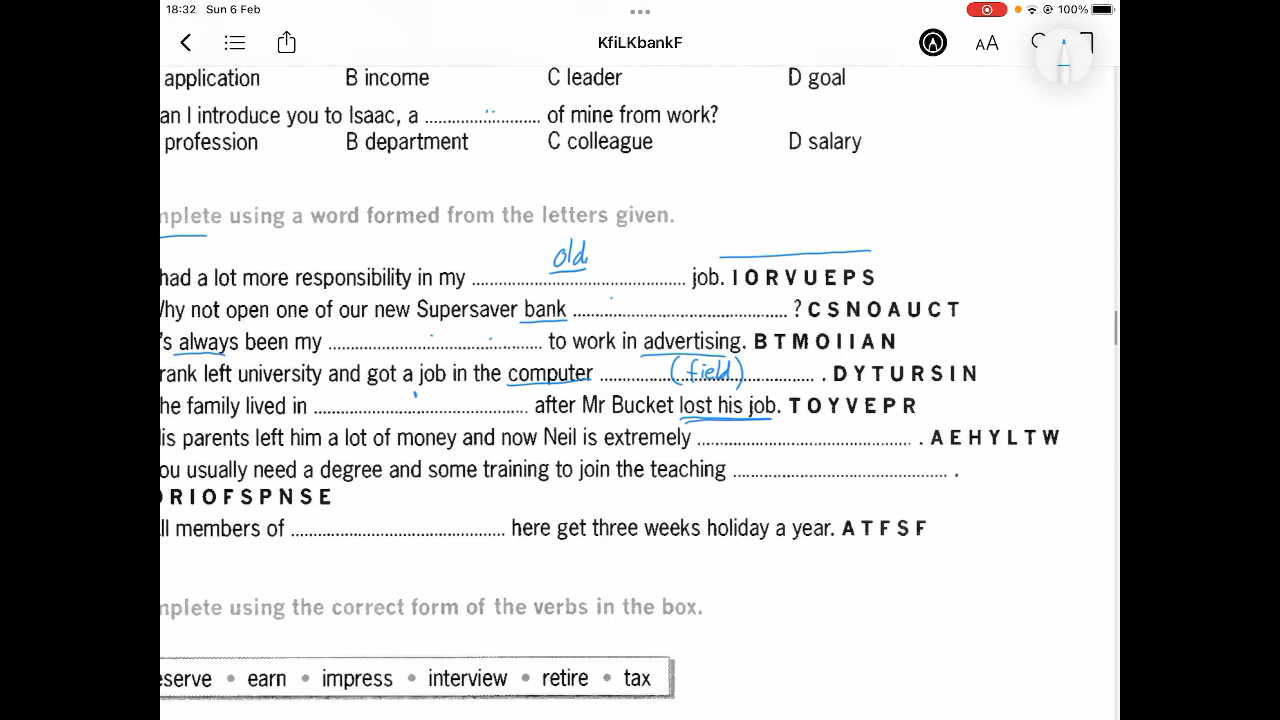 18:32 Sun 6 Feb 100%
KfiLKbankF
AA
application B income C leader D goal
an I introduce you to Isaac, a .......................... of mine from work?
profession B department C colleague D salary
mplete using a word formed from the letters given.
old
had a lot more responsibility in my ................................................ job. I O R V U E P S
Why not open one of our new Supersaver bank ................................................ ? C S N O A U C T
's always been my ................................................ to work in advertising. B T M O I I A N
rank left university and got a job in the computer ................................................ . D Y T U R S I N
(field)
he family lived in ................................................ after Mr Bucket lost his job. T O Y V E P R
is parents left him a lot of money and now Neil is extremely ................................................ . A E H Y L T W
ou usually need a degree and some training to join the teaching ................................................ .
O R I O F S P N S E
ll members of ................................................ here get three weeks holiday a year. A T F S F
mplete using the correct form of the verbs in the box.
eserve • earn • impress • interview • retire • tax